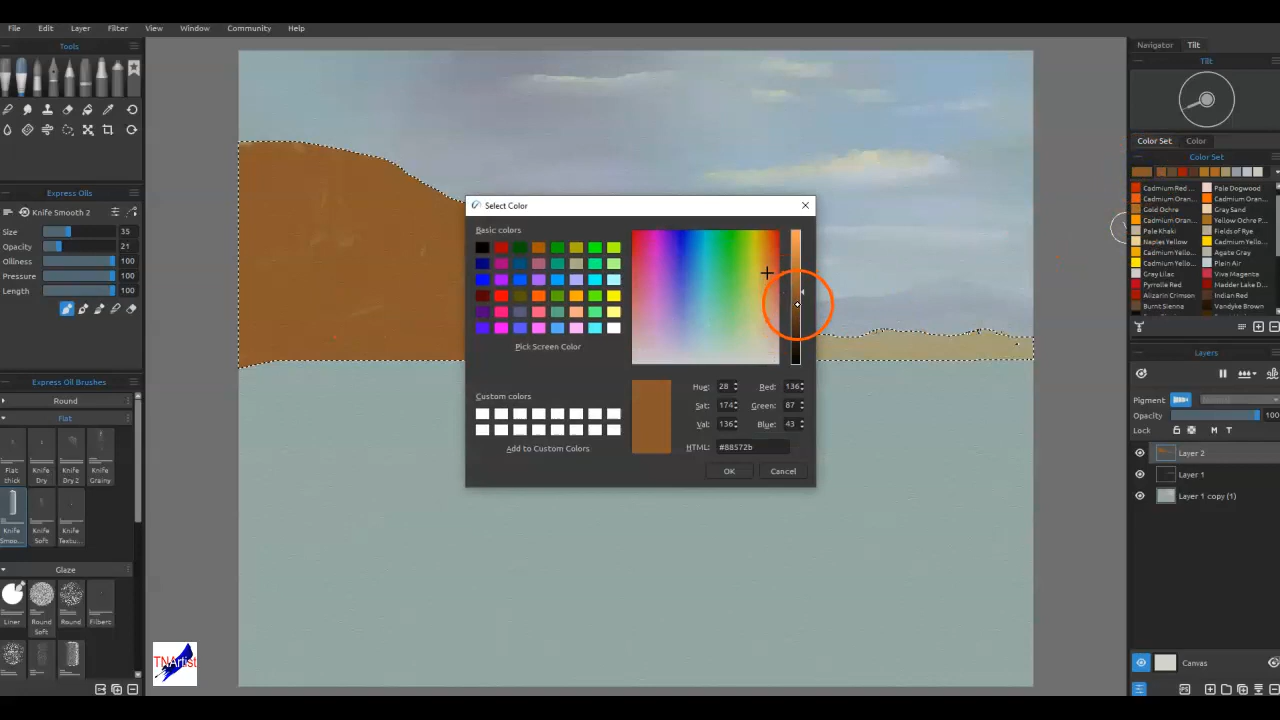 File Edit Layer Filter View Window Community Help
Tools
Navigator Tilt
Tilt
Color Set Color
Color Set
Cadmium Red ... Pale Dogwood
Cadmium Oran... Cadmium Oran...
Gold Ochre Gray Sand
Cadmium Oran... Yellow Ochre P...
Pale Khaki Fields of Rye
Naples Yellow Cadmium Yello...
Cadmium Yello... Agate Gray
Cadmium Yello... Plein Air
Gray Lilac Viva Magenta
Pyrrolle Red Madder Lake D...
Alizarin Crimson Indian Red
Burnt Sienna Vandyke Brown
Express Oils
Knife Smooth 2
Size 35
Opacity 21
Oiliness 100
Pressure 100
Length 100
Express Oil Brushes
Round
Flat
Flat thick
Knife Dry
Knife Dry 2
Knife Grainy
Knife Smoo...
Knife Soft
Knife Textu...
Glaze
Liner
Round Soft
Round
Filbert
Select Color
Basic colors
Pick Screen Color
Custom colors
Add to Custom Colors
Hue: 28 Red: 136
Sat: 174 Green: 87
Val: 136 Blue: 43
HTML: #88572b
OK Cancel
Layers
Pigment
Opacity 100
Lock M T
Layer 2
Layer 1
Layer 1 copy (1)
Canvas
TNArtist